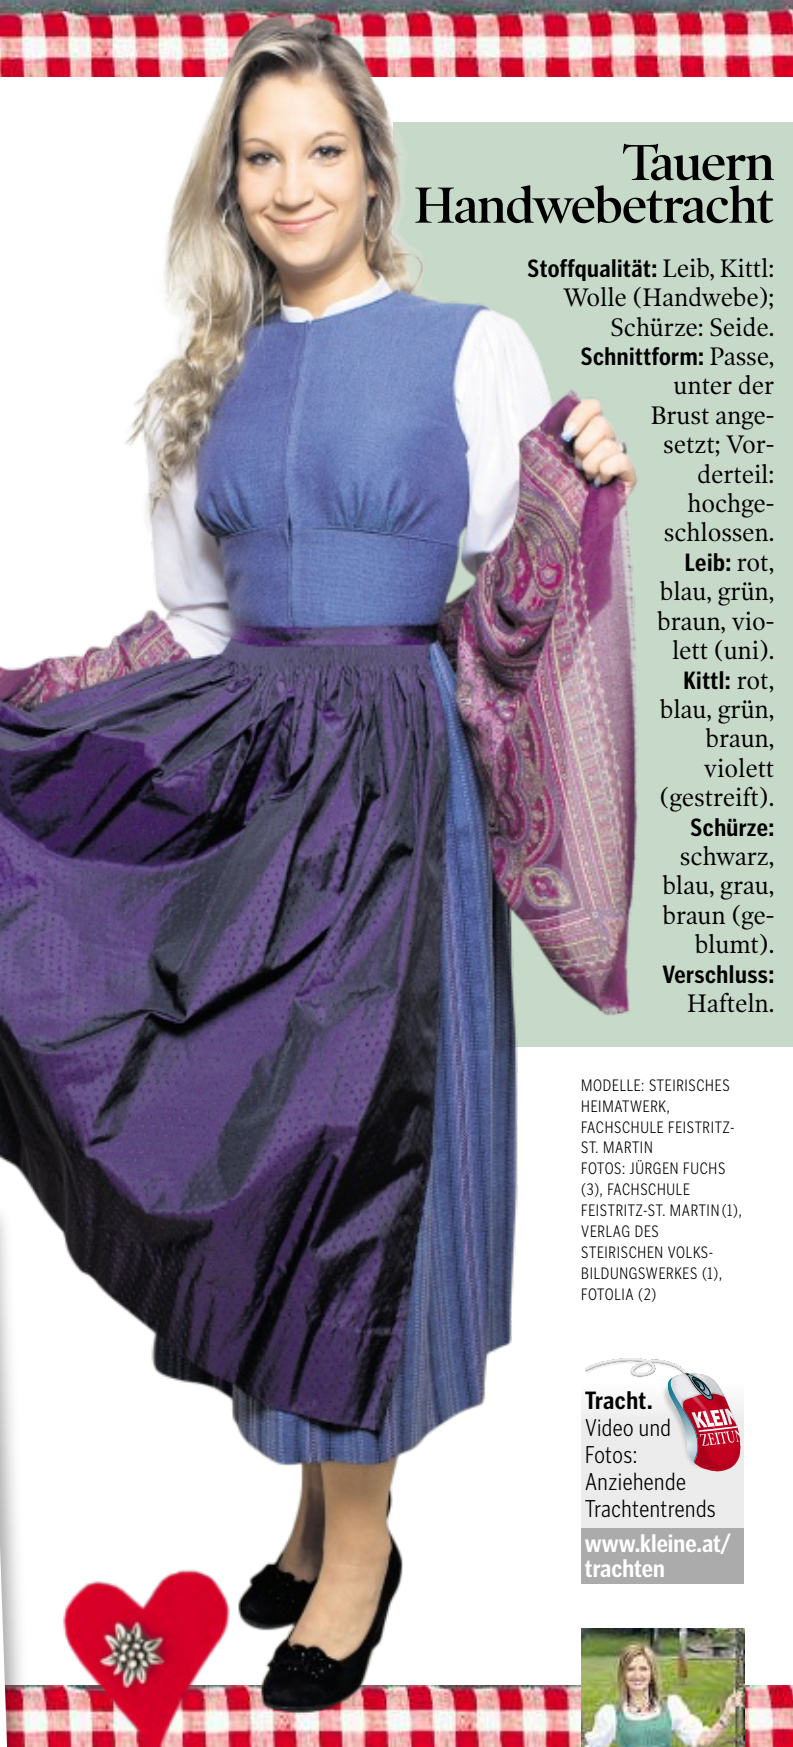 Tauern
Handwebetracht
Stoffqualität: Leib, Kittl:
Wolle (Handwebe);
Schürze: Seide.
Schnittform: Passe,
unter der
Brust ange-
setzt; Vor-
derteil:
hochge-
schlossen.
Leib: rot,
blau, grün,
braun, vio-
lett (uni).
Kittl: rot,
blau, grün,
braun,
violett
(gestreift).
Schürze:
schwarz,
blau, grau,
braun (ge-
blumt).
Verschluss:
Hafteln.
MODELLE: STEIRISCHES
HEIMATWERK,
FACHSCHULE FEISTRITZ-
ST. MARTIN
FOTOS: JÜRGEN FUCHS
(3), FACHSCHULE
FEISTRITZ-ST. MARTIN (1),
VERLAG DES
STEIRISCHEN VOLKS-
BILDUNGSWERKES (1),
FOTOLIA (2)
Tracht.
Video und
Fotos:
Anziehende
Trachtentrends
www.kleine.at/
trachten